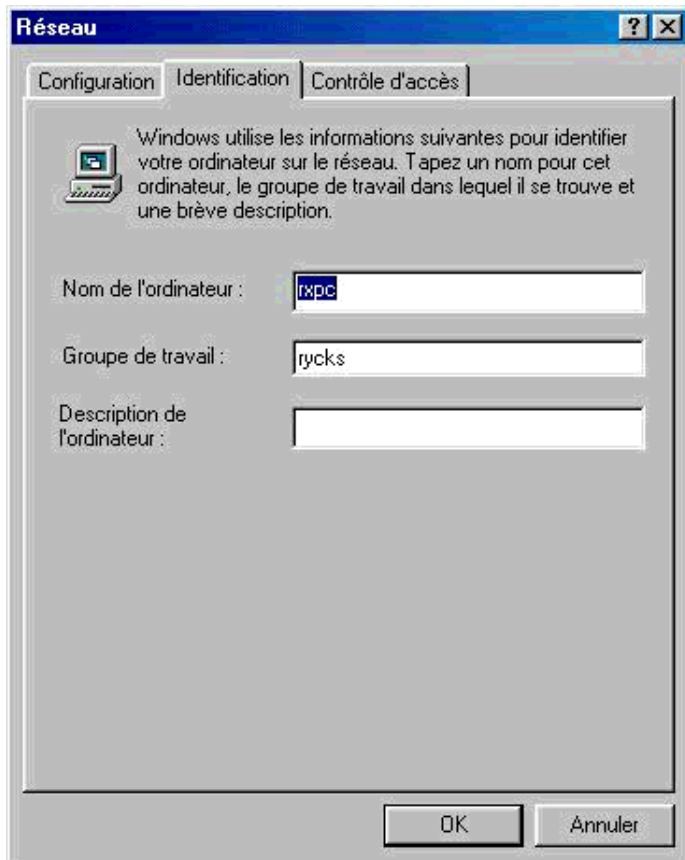 Réseau
Configuration Identification Contrôle d'accès
Windows utilise les informations suivantes pour identifier
votre ordinateur sur le réseau. Tapez un nom pour cet
ordinateur, le groupe de travail dans lequel il se trouve et
une brève description.
Nom de l'ordinateur : rxpc
Groupe de travail : rycks
Description de
l'ordinateur :
OK Annuler